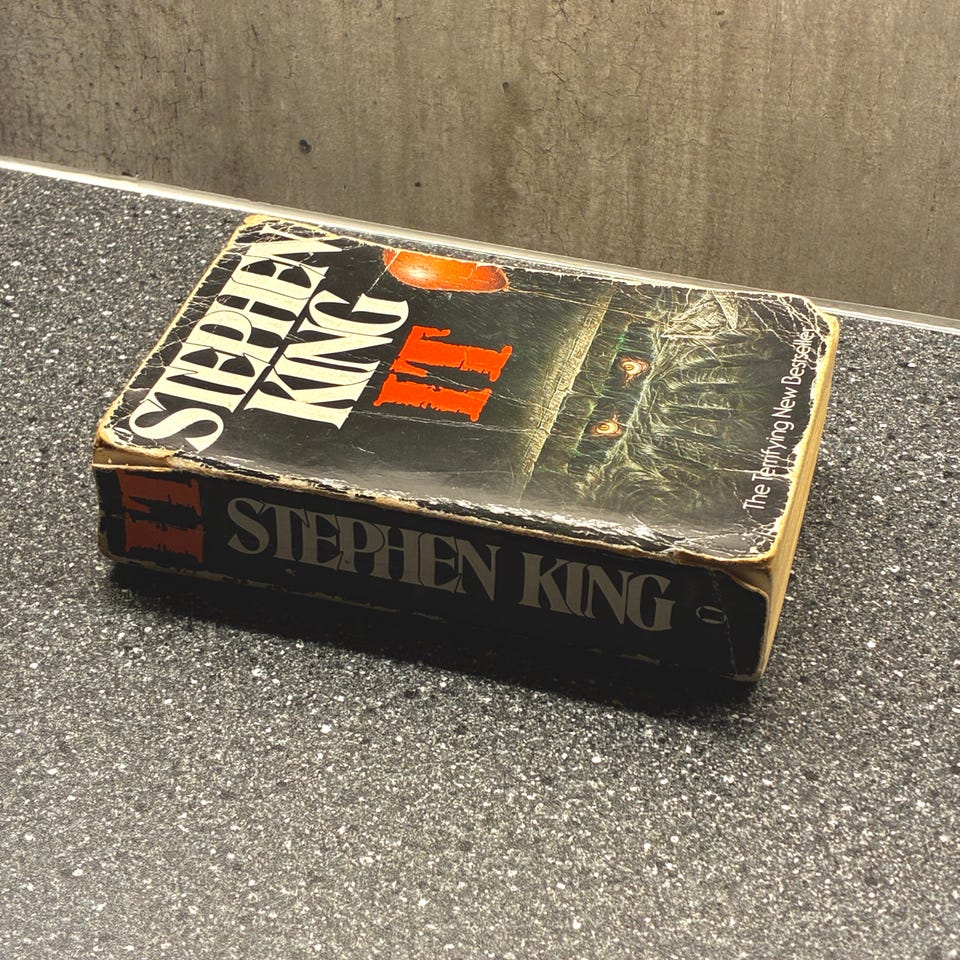 STEPHEN
KING
IT
The Terrifying New Bestseller
IT
STEPHEN KING